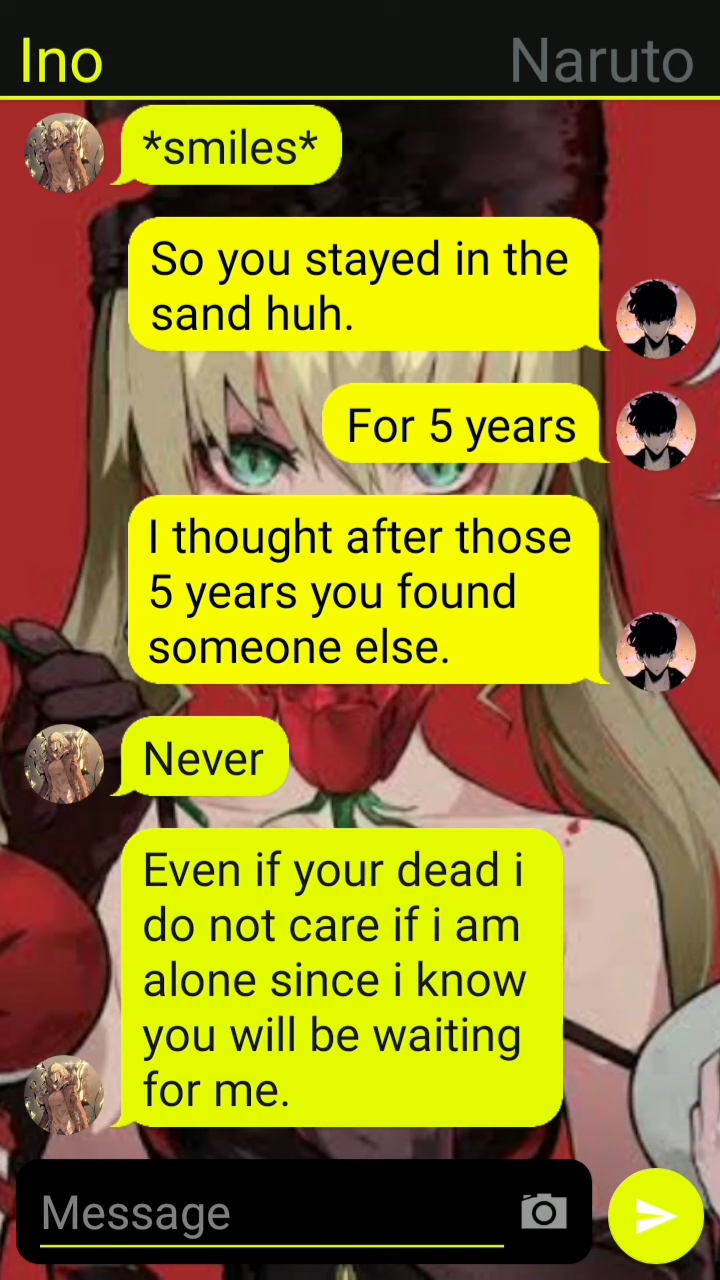 Ino
Naruto
*smiles*
So you stayed in the
sand huh.
For 5 years
I thought after those
5 years you found
someone else.
Never
Even if your dead i
do not care if i am
alone since i know
you will be waiting
for me.
Message